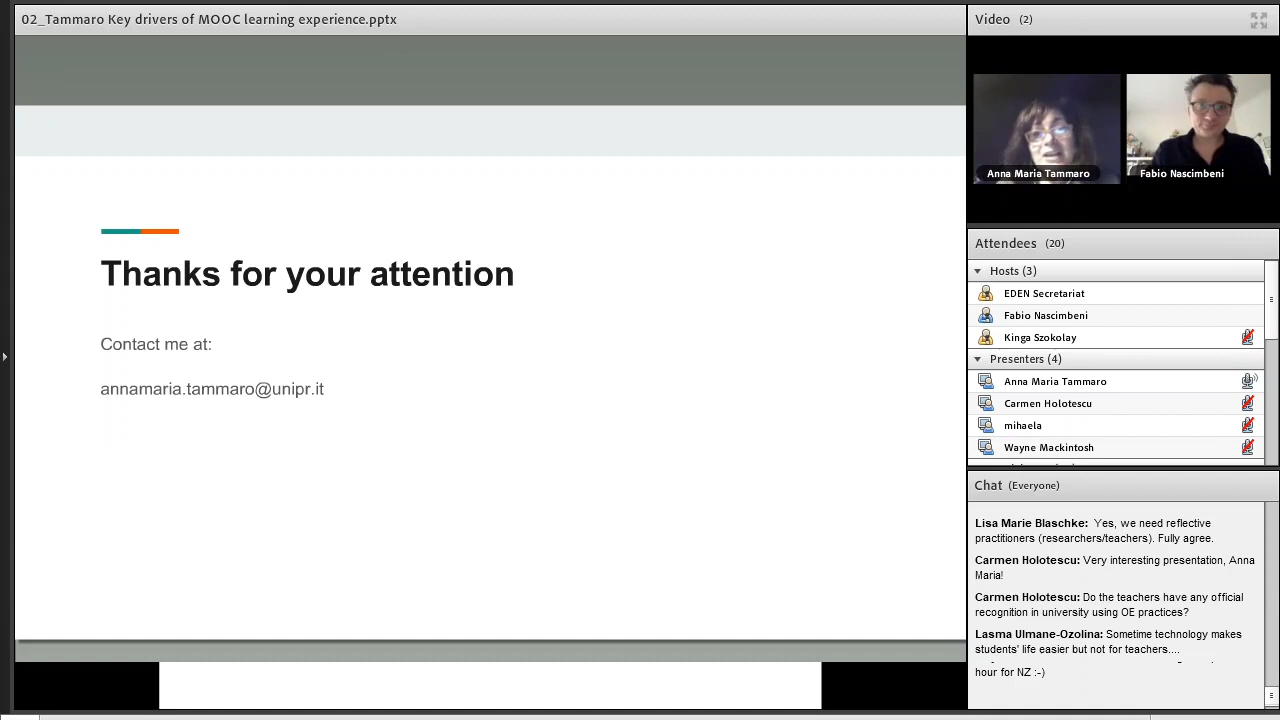 02_Tammaro Key drivers of MOOC learning experience.pptx
Thanks for your attention
Contact me at:
annamaria.tammaro@unipr.it
Video (2)
Anna Maria Tammaro
Fabio Nascimbeni
Attendees (20)
Hosts (3)
EDEN Secretariat
Fabio Nascimbeni
Kinga Szokolay
Presenters (4)
Anna Maria Tammaro
Carmen Holotescu
mihaela
Wayne Mackintosh
Chat (Everyone)
Lisa Marie Blaschke: Yes, we need reflective
practitioners (researchers/teachers). Fully agree.
Carmen Holotescu: Very interesting presentation, Anna
Maria!
Carmen Holotescu: Do the teachers have any official
recognition in university using OE practices?
Lasma Ulmane-Ozolina: Sometime technology makes
students' life easier but not for teachers....
hour for NZ :-)